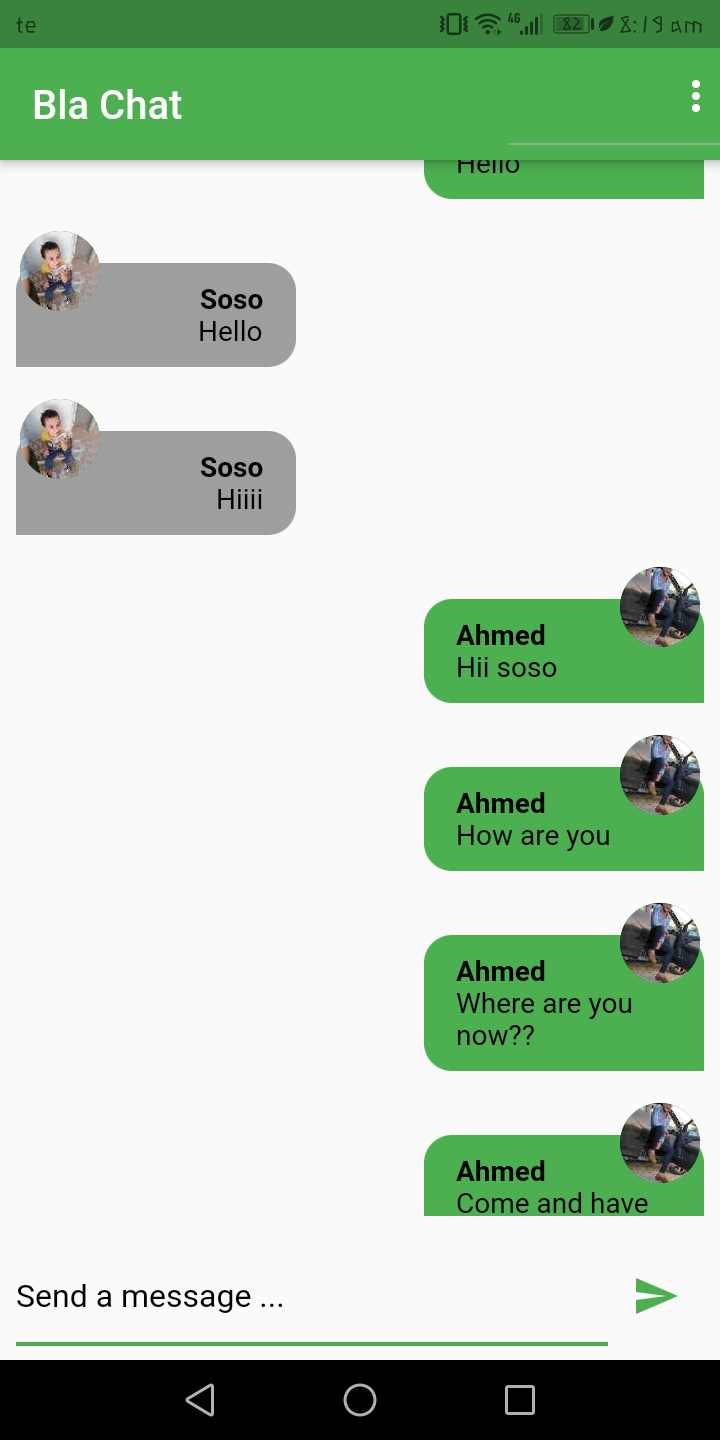 te
4G
82
8:19 am
Bla Chat
Hello
Soso
Hello
Soso
Hiiii
Ahmed
Hii soso
Ahmed
How are you
Ahmed
Where are you
now??
Ahmed
Come and have
Send a message ...